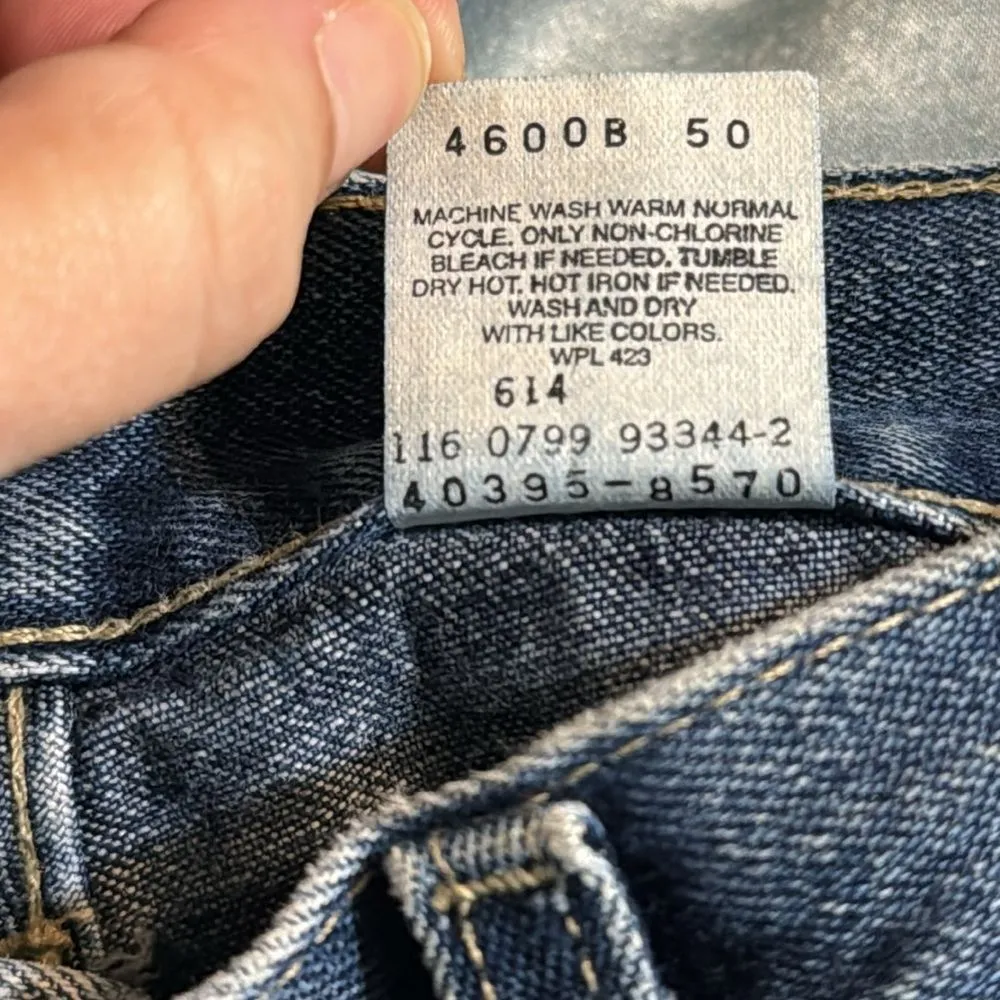 4600B 50
MACHINE WASH WARM NORMAL
CYCLE. ONLY NON-CHLORINE
BLEACH IF NEEDED. TUMBLE
DRY HOT. HOT IRON IF NEEDED.
WASH AND DRY
WITH LIKE COLORS.
WPL 423
614
116 0799 93344-2
40395-8570